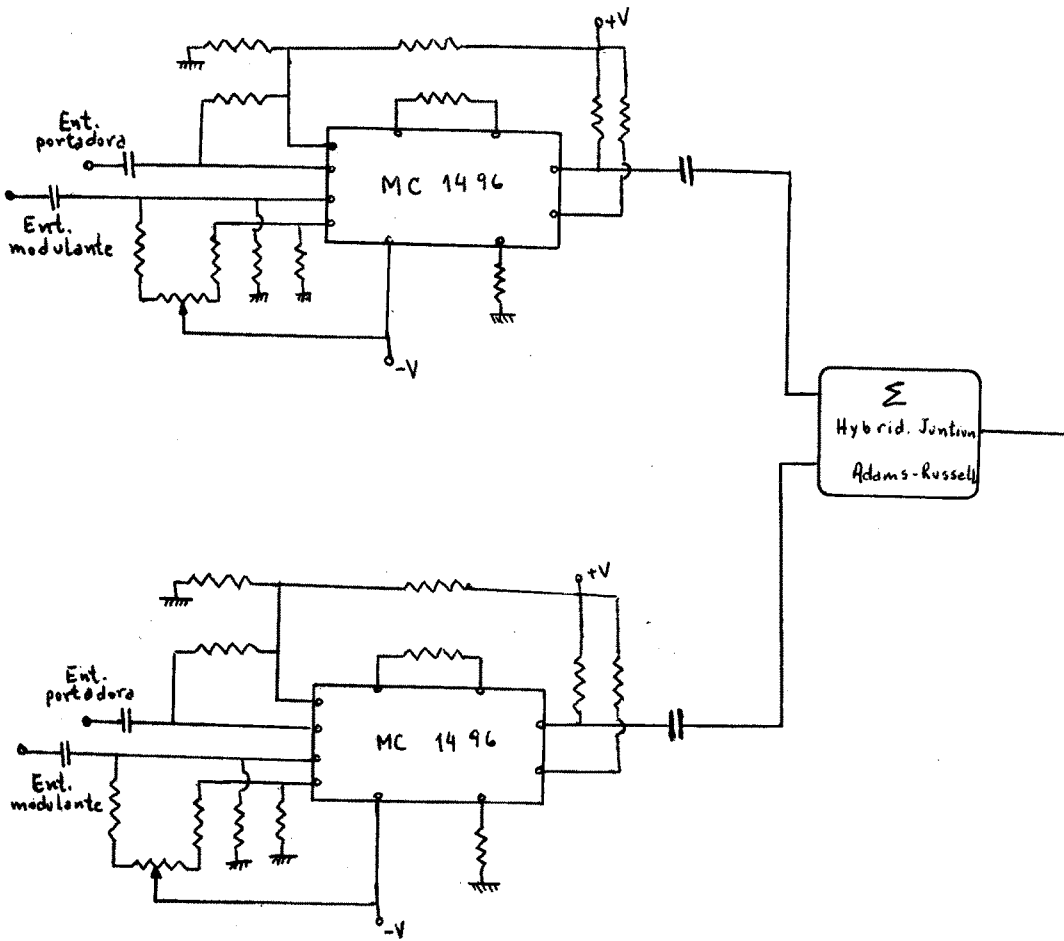 +V
Ent.
portadora
MC 1496
Ent.
modulante
-V
Σ
Hybrid. Juntion
Adams-Russell
+V
Ent.
portadora
MC 1496
Ent.
modulante
-V